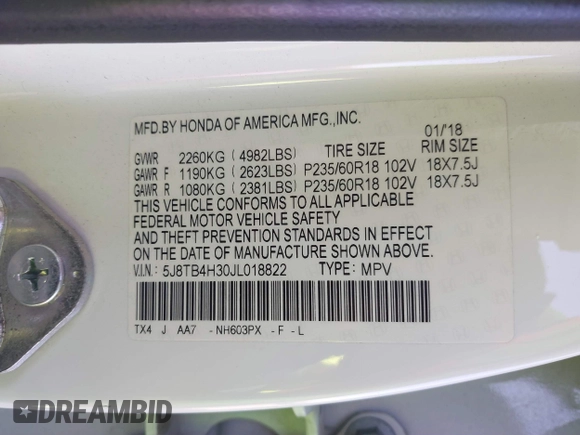 MFD.BY HONDA OF AMERICA MFG.,INC. 01/'18
GVWR 2260KG (4982LBS) TIRE SIZE RIM SIZE
GAWR F 1190KG (2623LBS) P235/60R18 102V 18X7.5J
GAWR R 1080KG (2381LBS) P235/60R18 102V 18X7.5J
THIS VEHICLE CONFORMS TO ALL APPLICABLE
FEDERAL MOTOR VEHICLE SAFETY
AND THEFT PREVENTION STANDARDS IN EFFECT
ON THE DATE OF MANUFACTURE SHOWN ABOVE.
V.I.N.: 5J8TB4H30JL018822 TYPE: MPV
TX4 J AA7 -NH603PX -F -L
DREAMBID